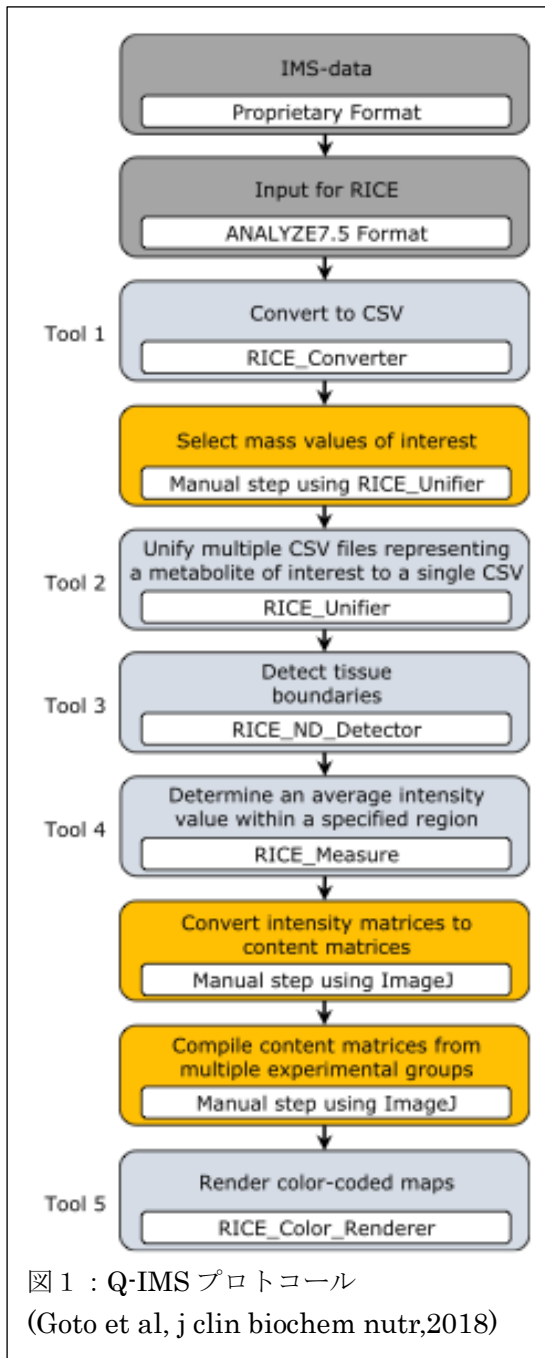 IMS-data
Proprietary Format
Input for RICE
ANALYZE7.5 Format
Tool 1
Convert to CSV
RICE_Converter
Select mass values of interest
Manual step using RICE_Unifier
Tool 2
Unify multiple CSV files representing
a metabolite of interest to a single CSV
RICE_Unifier
Tool 3
Detect tissue
boundaries
RICE_ND_Detector
Tool 4
Determine an average intensity
value within a specified region
RICE_Measure
Convert intensity matrices to
content matrices
Manual step using ImageJ
Compile content matrices from
multiple experimental groups
Manual step using ImageJ
Tool 5
Render color-coded maps
RICE_Color_Renderer
図1：Q-IMS プロトコール
(Goto et al, j clin biochem nutr,2018)